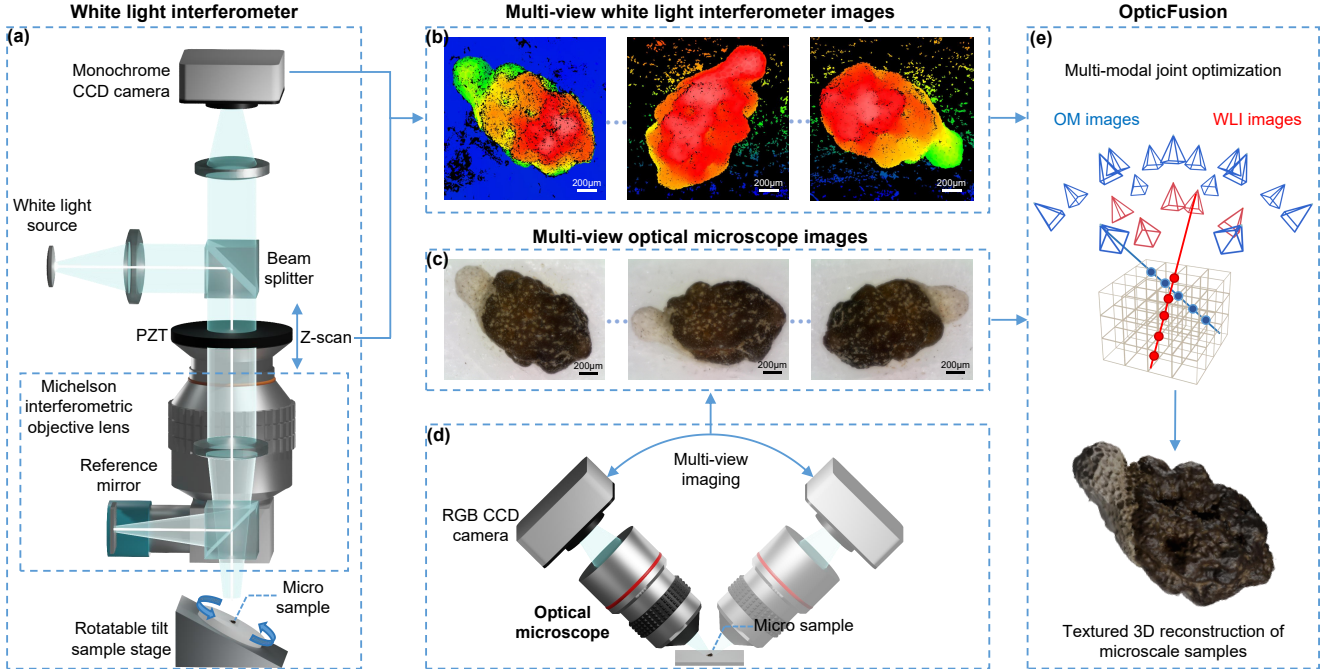 White light interferometer
(a)
Monochrome
CCD camera
White light
source
Beam
splitter
PZT
Z-scan
Michelson
interferometric
objective lens
Reference
mirror
Micro
sample
Rotatable tilt
sample stage
Multi-view white light interferometer images
(b)
200μm
200μm
200μm
Multi-view optical microscope images
(c)
200μm
200μm
200μm
(d)
Multi-view
imaging
RGB CCD
camera
Optical
microscope
Micro sample
OpticFusion
(e)
Multi-modal joint optimization
OM images
WLI images
Textured 3D reconstruction of
microscale samples